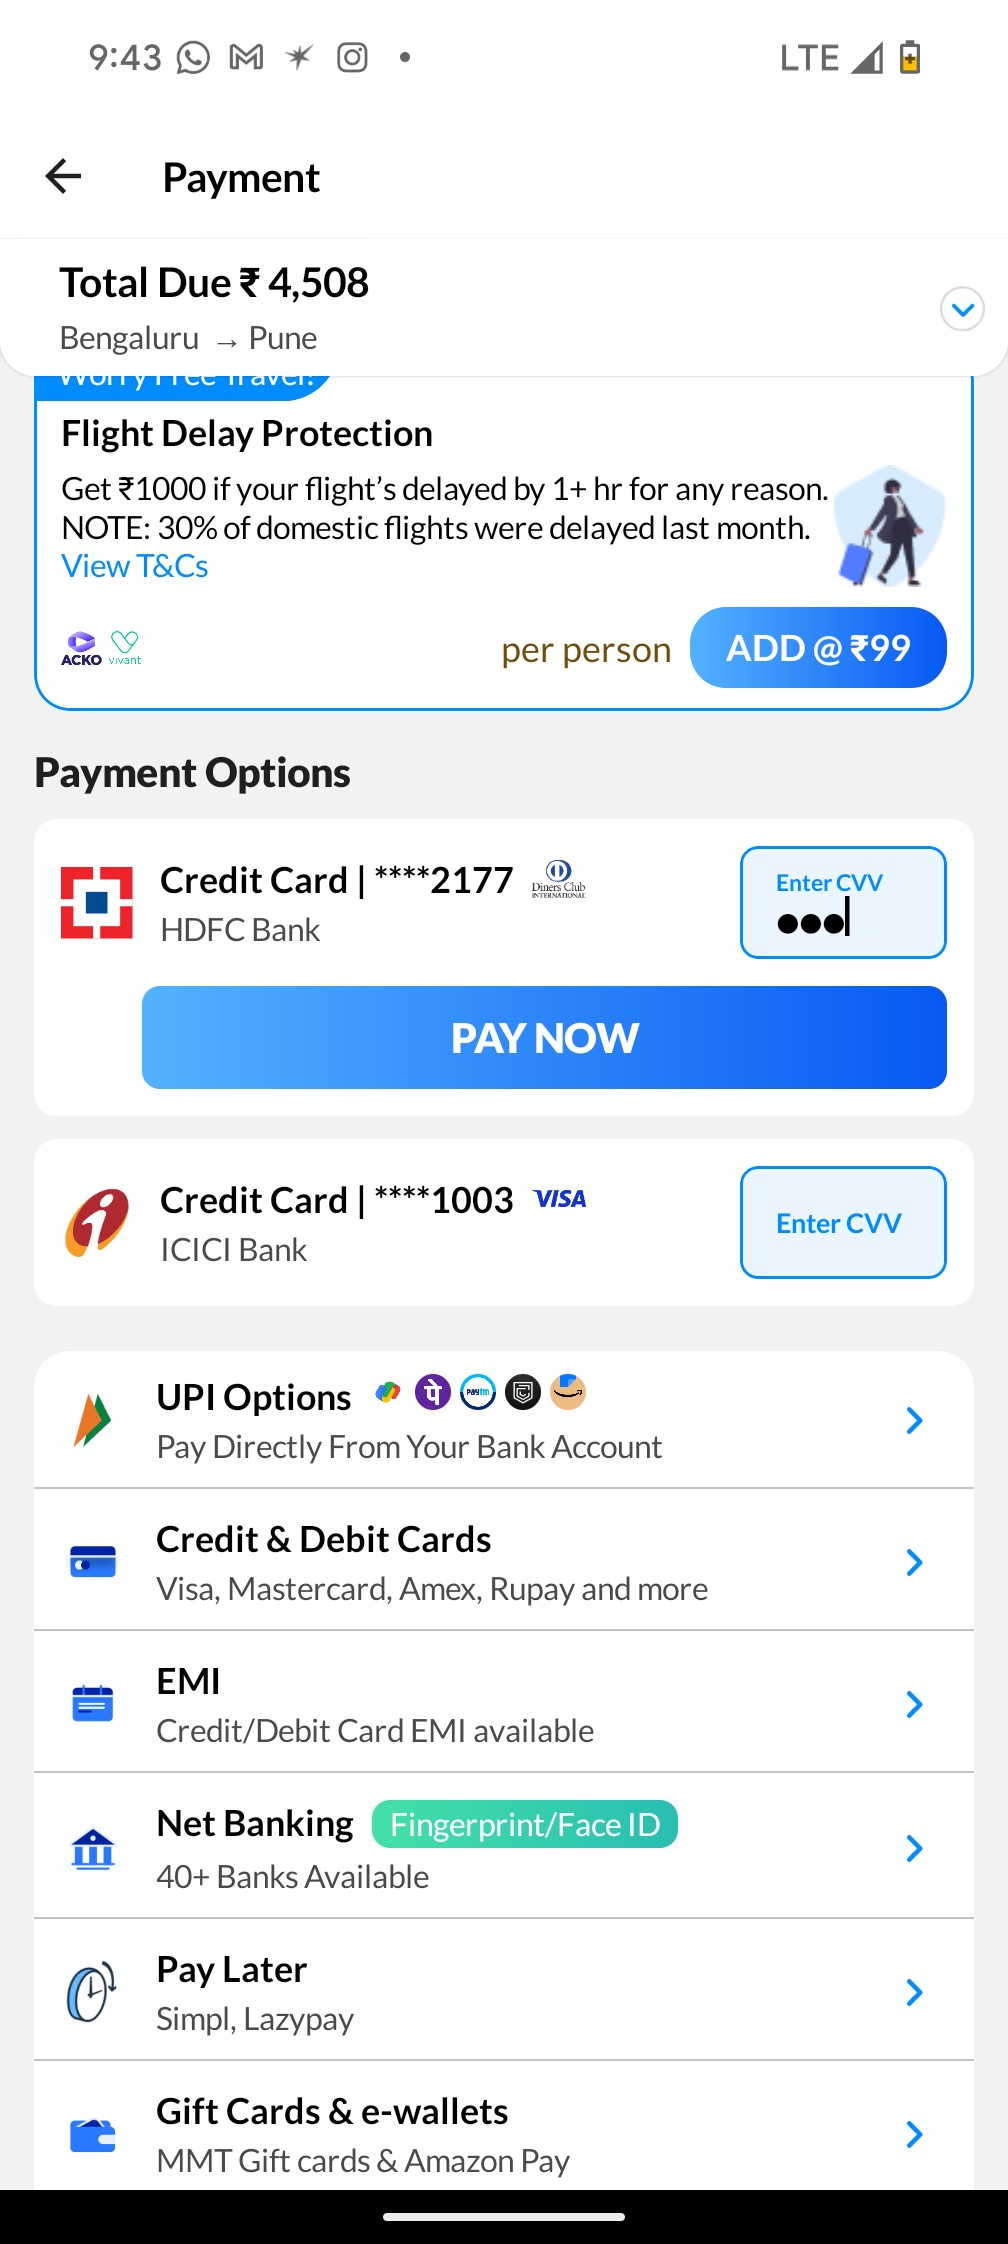 9:43
LTE
Payment
Total Due ₹ 4,508
Bengaluru → Pune
Worry Free Travel!
Flight Delay Protection
Get ₹1000 if your flight's delayed by 1+ hr for any reason.
NOTE: 30% of domestic flights were delayed last month.
View T&Cs
ACKO vivant
per person ADD @ ₹99
Payment Options
Credit Card | ****2177 Diners Club INTERNATIONAL
HDFC Bank
Enter CVV
●●●
PAY NOW
Credit Card | ****1003 VISA
ICICI Bank
Enter CVV
UPI Options पे Paytm
Pay Directly From Your Bank Account
Credit & Debit Cards
Visa, Mastercard, Amex, Rupay and more
EMI
Credit/Debit Card EMI available
Net Banking Fingerprint/Face ID
40+ Banks Available
Pay Later
Simpl, Lazypay
Gift Cards & e-wallets
MMT Gift cards & Amazon Pay